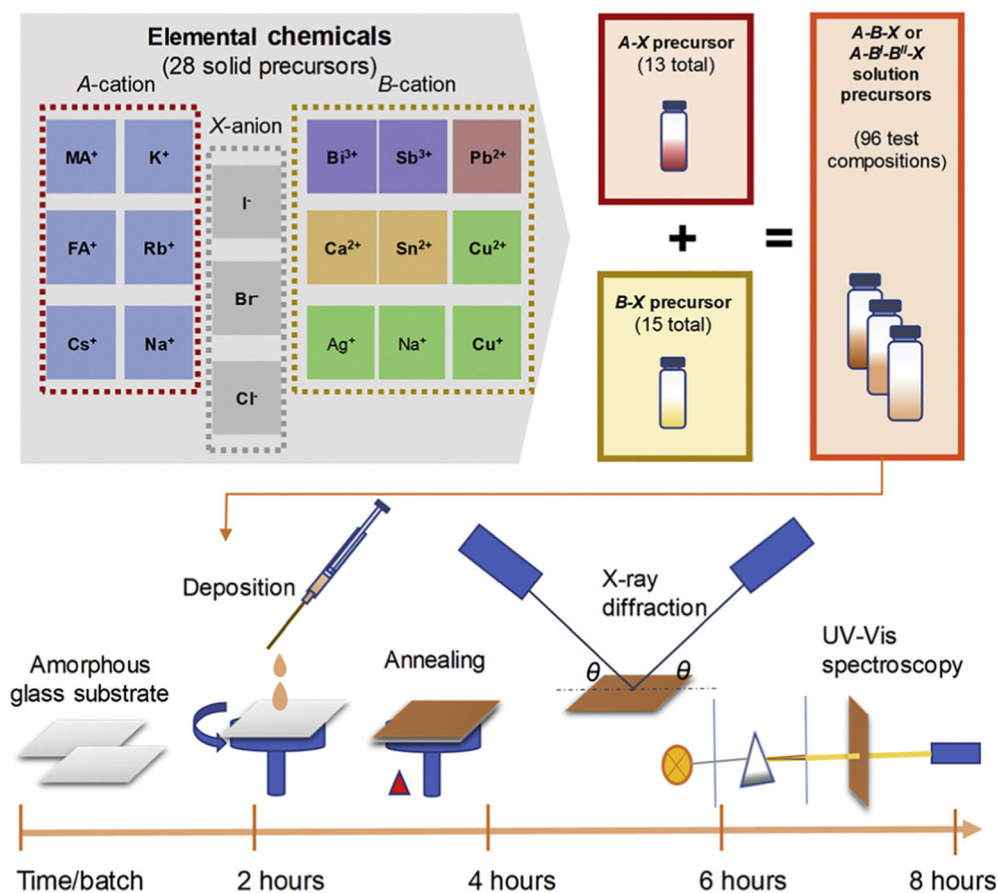 Elemental chemicals
(28 solid precursors)
A-cation
X-anion
B-cation
MA⁺
K⁺
FA⁺
Rb⁺
Cs⁺
Na⁺
I⁻
Br⁻
Cl⁻
Bi³⁺
Sb³⁺
Pb²⁺
Ca²⁺
Sn²⁺
Cu²⁺
Ag⁺
Na⁺
Cu⁺
A-X precursor
(13 total)
+
B-X precursor
(15 total)
=
A-B-X or
A-Bᴵ-Bᴵᴵ-X
solution
precursors
(96 test
compositions)
Amorphous
glass substrate
Deposition
Annealing
X-ray
diffraction
θ
θ
UV-Vis
spectroscopy
Time/batch
2 hours
4 hours
6 hours
8 hours